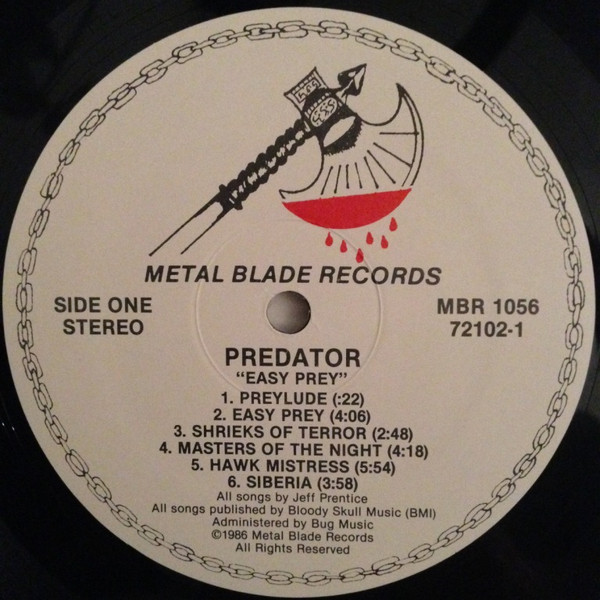 METAL BLADE RECORDS
SIDE ONE
STEREO
MBR 1056
72102-1
PREDATOR
"EASY PREY"
1. PREYLUDE (:22)
2. EASY PREY (4:06)
3. SHRIEKS OF TERROR (2:48)
4. MASTERS OF THE NIGHT (4:18)
5. HAWK MISTRESS (5:54)
6. SIBERIA (3:58)
All songs by Jeff Prentice
All songs published by Bloody Skull Music (BMI)
Administered by Bug Music
©1986 Metal Blade Records
All Rights Reserved